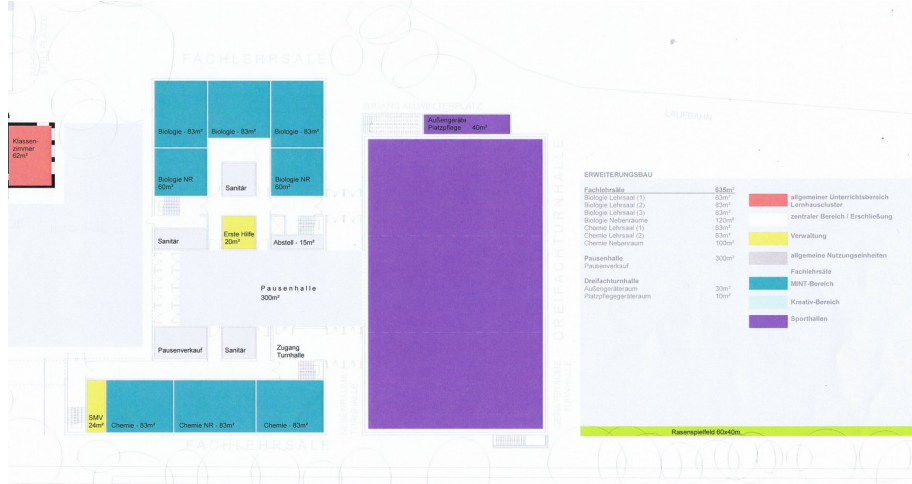 FACHLEHRSÄLE
ZUGANG ALLWETTERPLATZ
LAUFBAHN
Außengeräte
Platzpflege 40m²
Klassen-
zimmer
62m²
Biologie - 83m²
Biologie - 83m²
Biologie - 83m²
Biologie NR
60m²
Sanitär
Biologie NR
60m²
Sanitär
Erste Hilfe
20m²
Abstell - 15m²
Pausenhalle
300m²
Pausenverkauf
Sanitär
Zugang
Turnhalle
DREIFACHTURNHALLE
SMV
24m²
Chemie - 83m²
Chemie NR - 83m²
Chemie - 83m²
FACHLEHRSÄLE
ERWEITERUNGSBAU
Fachlehrsäle 635m²
Biologie Lehrsaal (1) 83m²
Biologie Lehrsaal (2) 83m²
Biologie Lehrsaal (3) 83m²
Biologie Nebenräume 120m²
Chemie Lehrsaal (1) 83m²
Chemie Lehrsaal (2) 83m²
Chemie Nebenraum 100m²
Pausenhalle 300m²
Pausenverkauf
Dreifachturnhalle
Außengeräteraum 30m²
Platzpflegegeräteraum 10m²
allgemeiner Unterrichtsbereich
Lernhauscluster
zentraler Bereich / Erschließung
Verwaltung
allgemeine Nutzungseinheiten
Fachlehrsäle
MINT-Bereich
Kreativ-Bereich
Sporthallen
Rasenspielfeld 60x40m